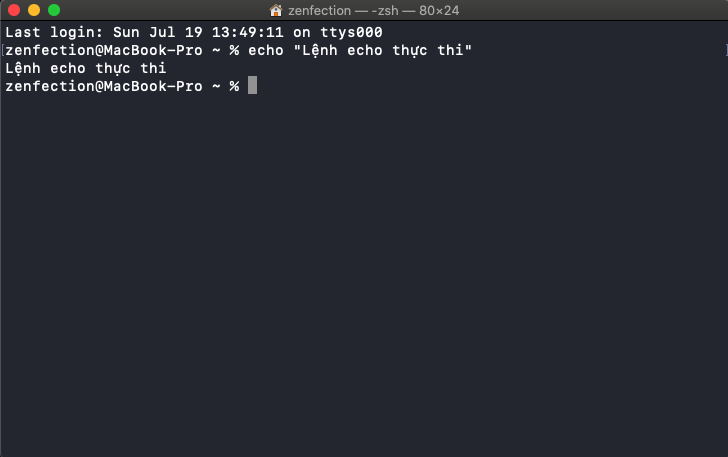 zenfection — -zsh — 80×24
Last login: Sun Jul 19 13:49:11 on ttys000
zenfection@MacBook-Pro ~ % echo "Lệnh echo thực thi"
Lệnh echo thực thi
zenfection@MacBook-Pro ~ %